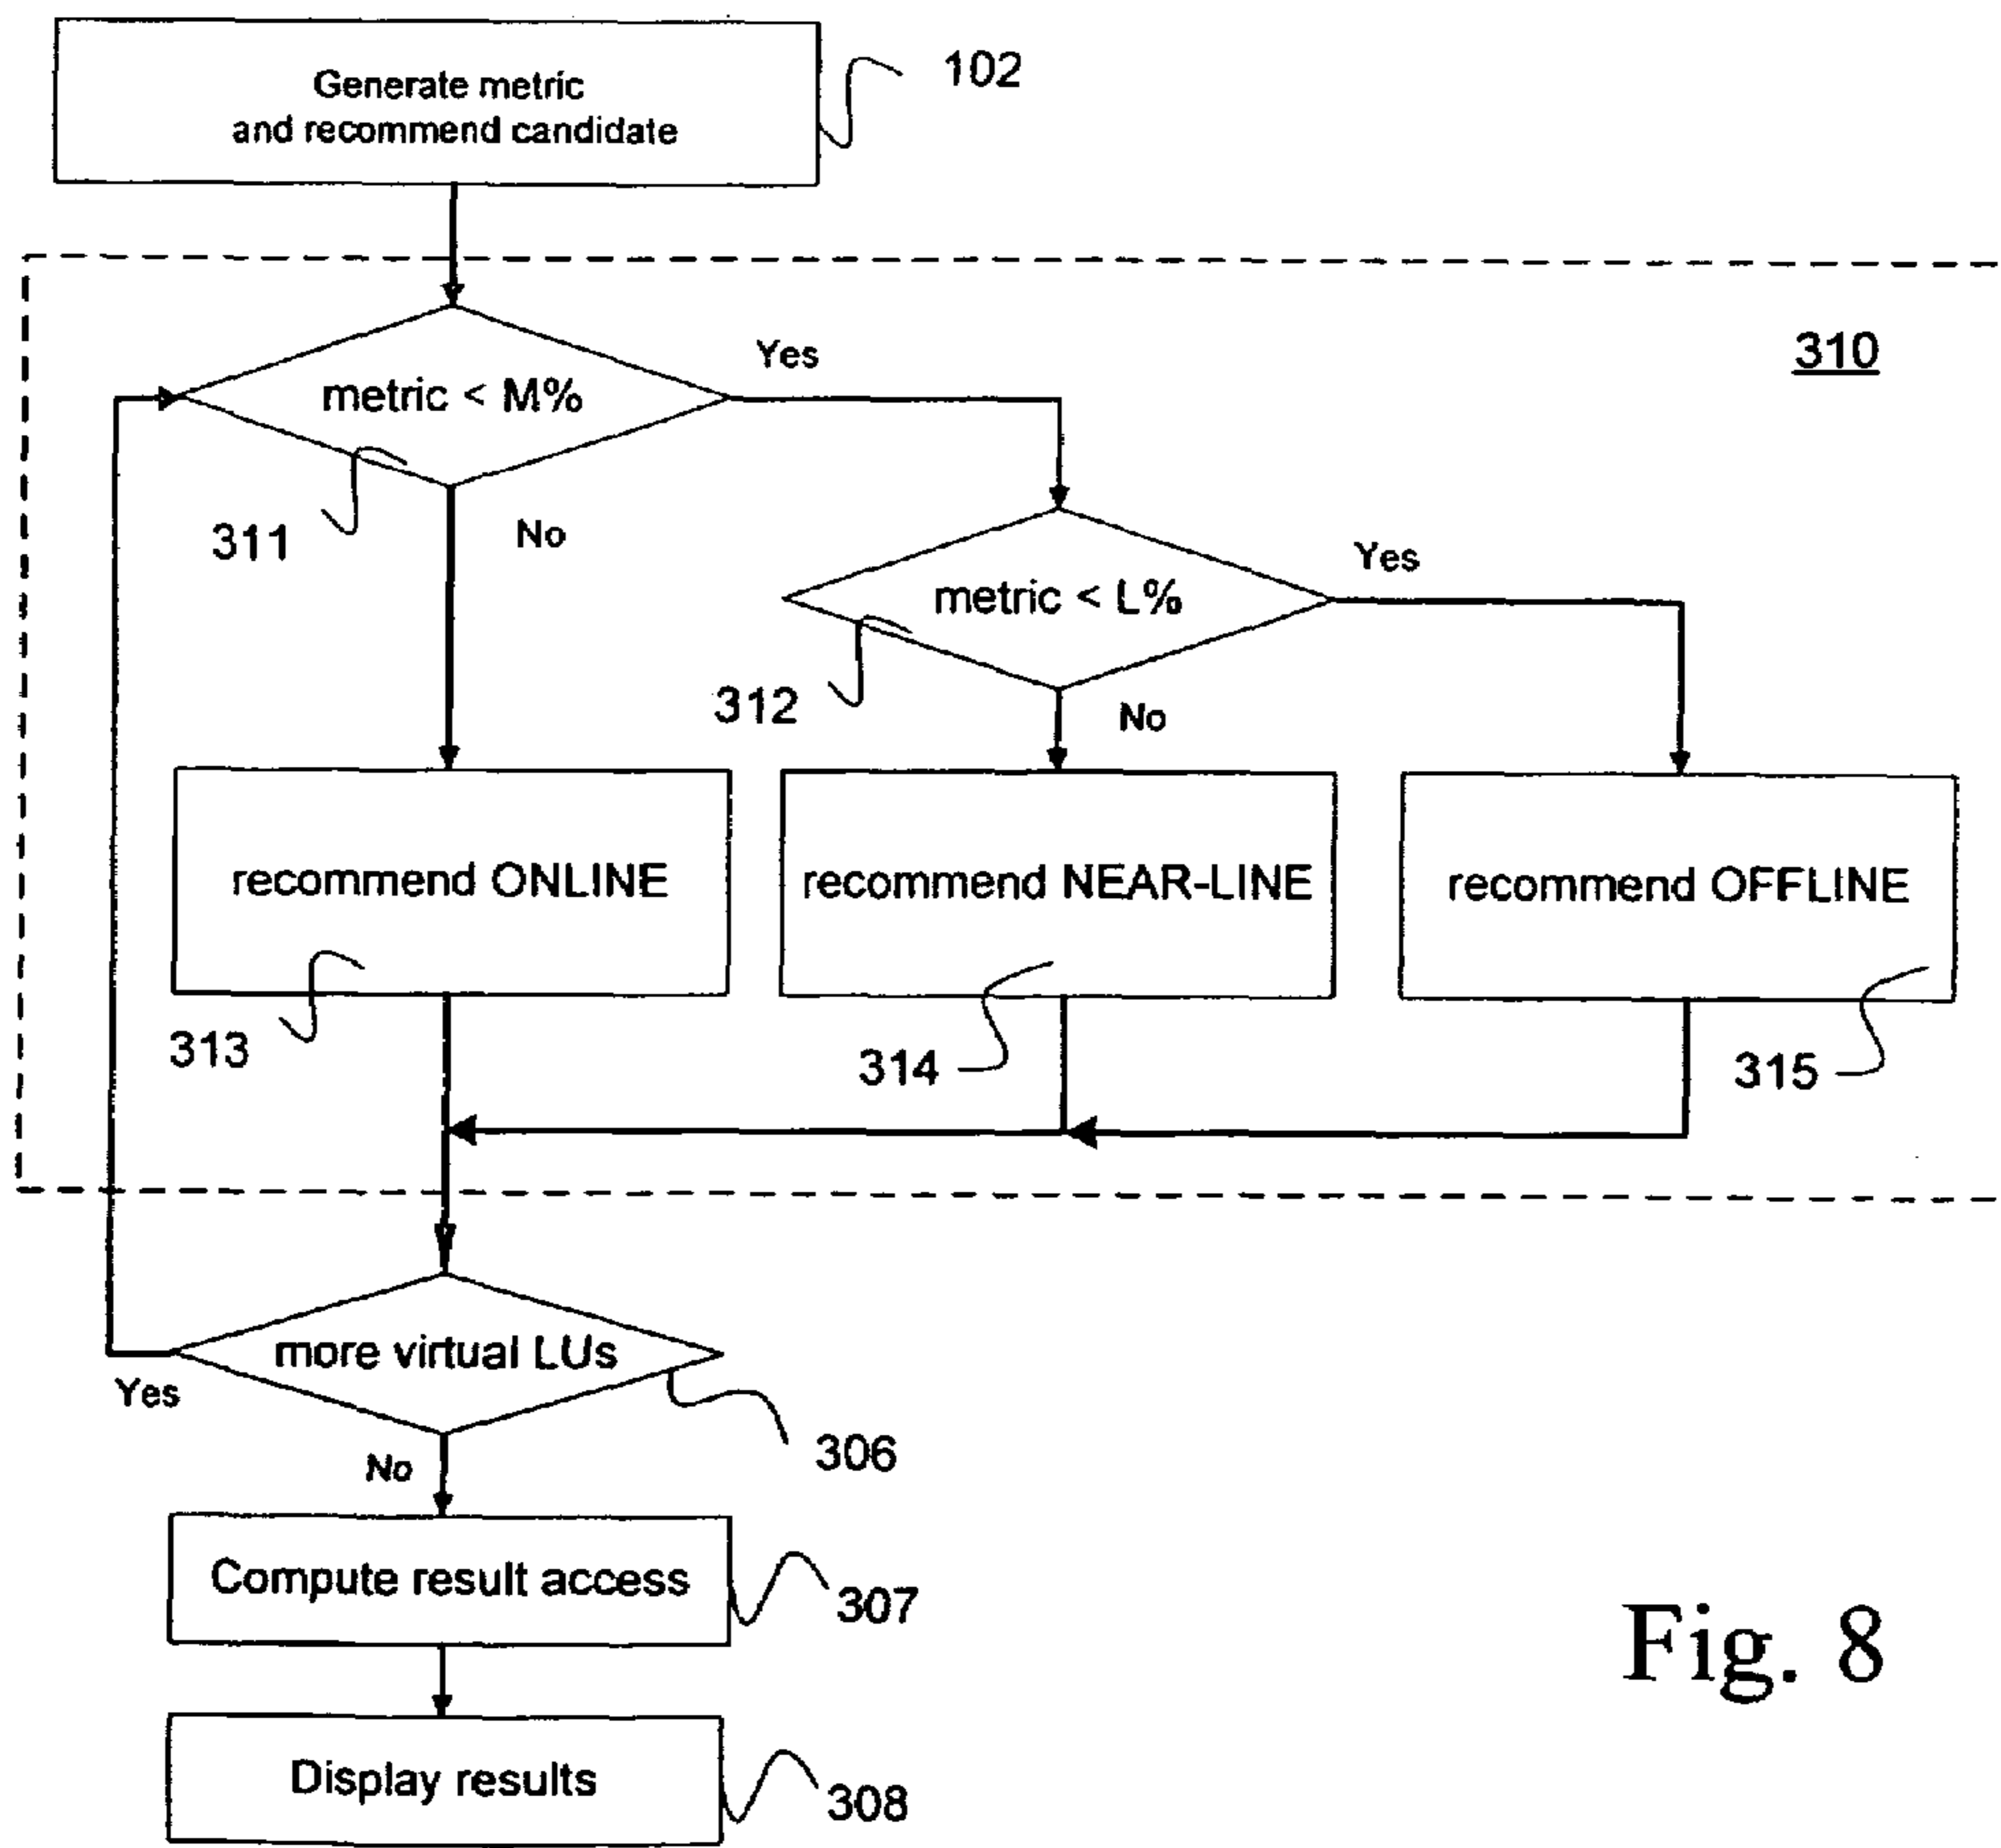 Generate metric
and recommend candidate
102
310
metric < M%
Yes
No
311
metric < L%
Yes
No
312
recommend ONLINE
313
recommend NEAR-LINE
314
recommend OFFLINE
315
more virtual LUs
Yes
No
306
Compute result access
307
Display results
308
Fig. 8